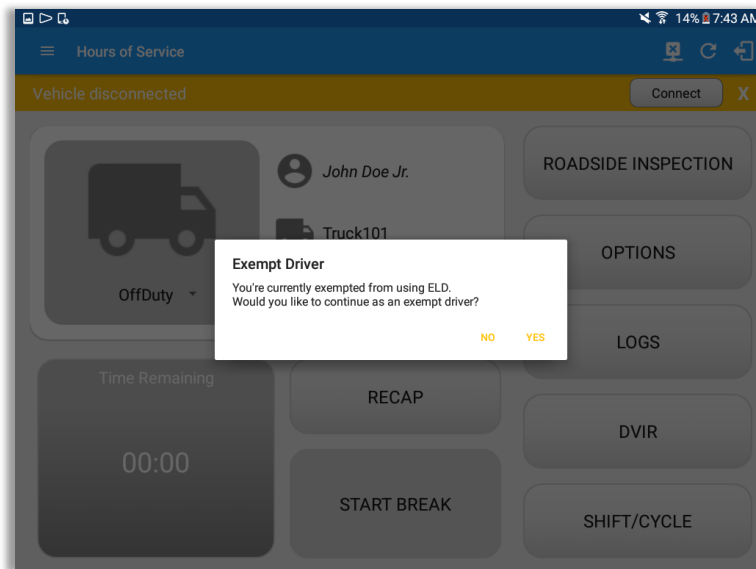 14% 7:43 AM
Hours of Service
Vehicle disconnected
Connect X
John Doe Jr.
Truck101
OffDuty
ROADSIDE INSPECTION
OPTIONS
LOGS
DVIR
SHIFT/CYCLE
Exempt Driver
You're currently exempted from using ELD.
Would you like to continue as an exempt driver?
NO YES
Time Remaining
00:00
RECAP
START BREAK